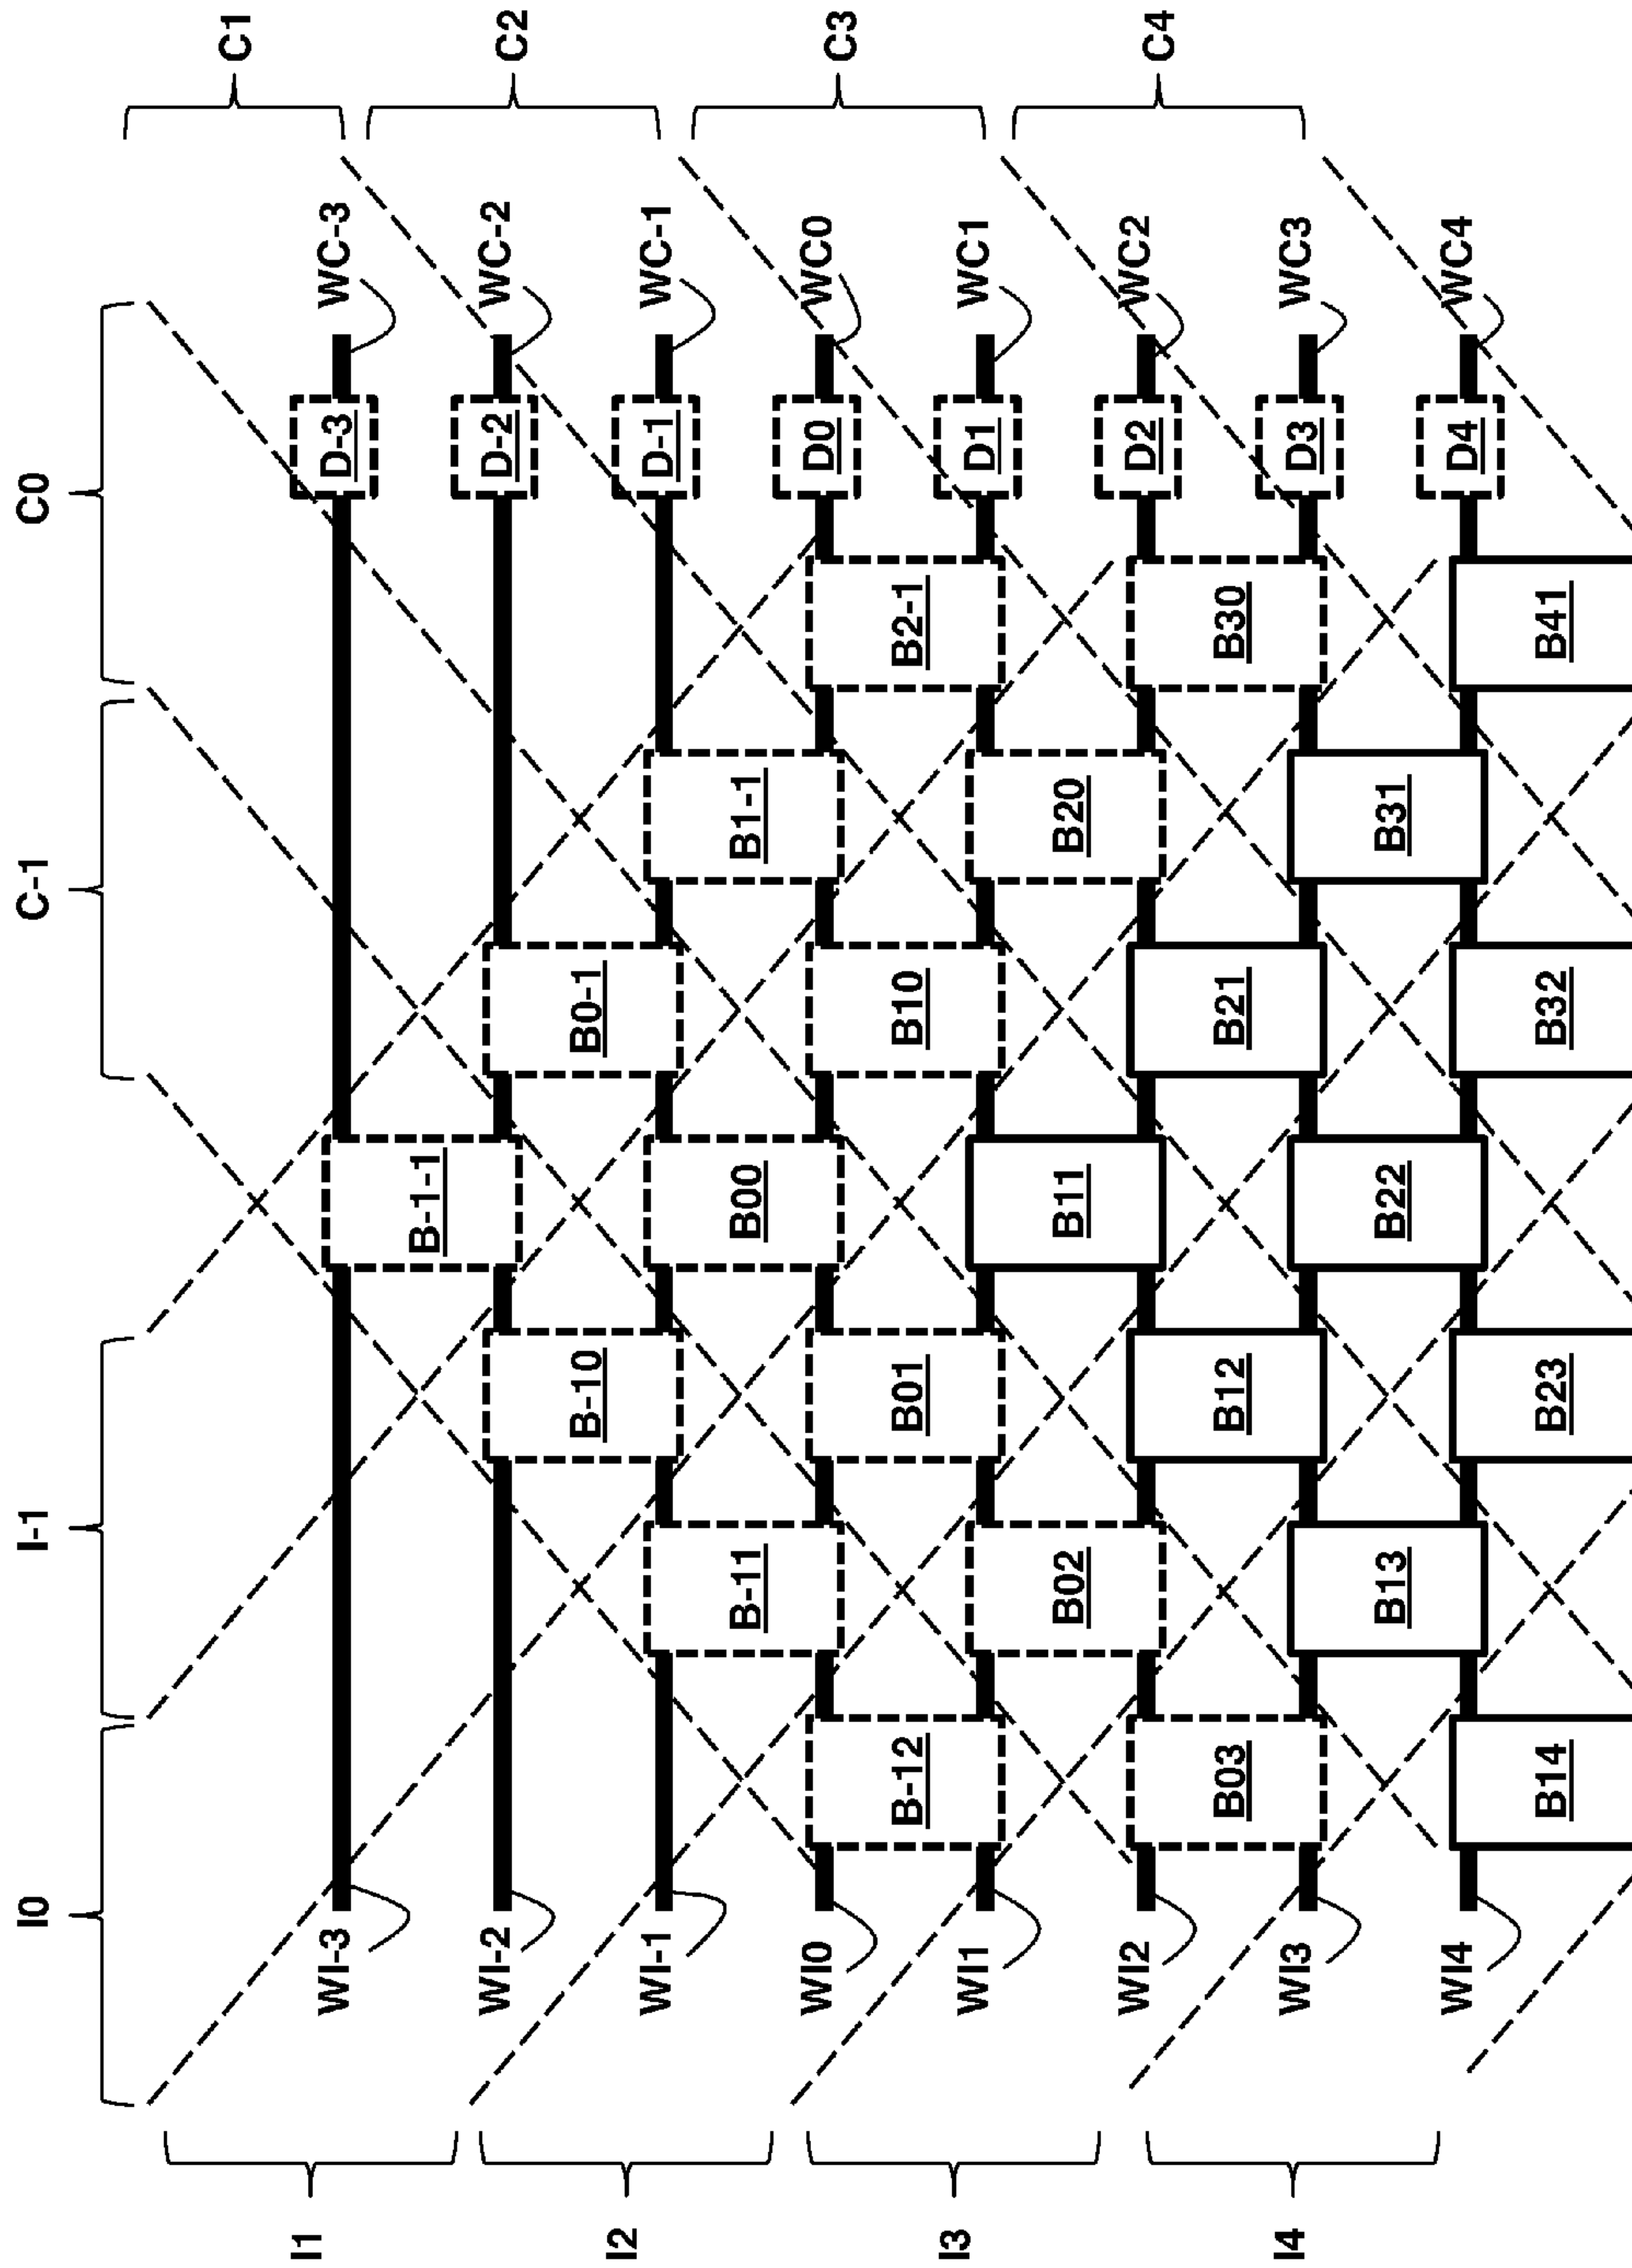 I0
I-1
C-1
C0
C1
C2
C3
C4
I1
I2
I3
I4
WI-3
WC-3
D-3
WI-2
WC-2
D-2
WI-1
WC-1
D-1
WI0
WC0
D0
WI1
WC1
D1
WI2
WC2
D2
WI3
WC3
D3
WI4
WC4
D4
B-1-1
B-10
B0-1
B-11
B00
B1-1
B-12
B01
B10
B2-1
B02
B11
B20
B03
B12
B21
B30
B13
B22
B31
B14
B23
B32
B41